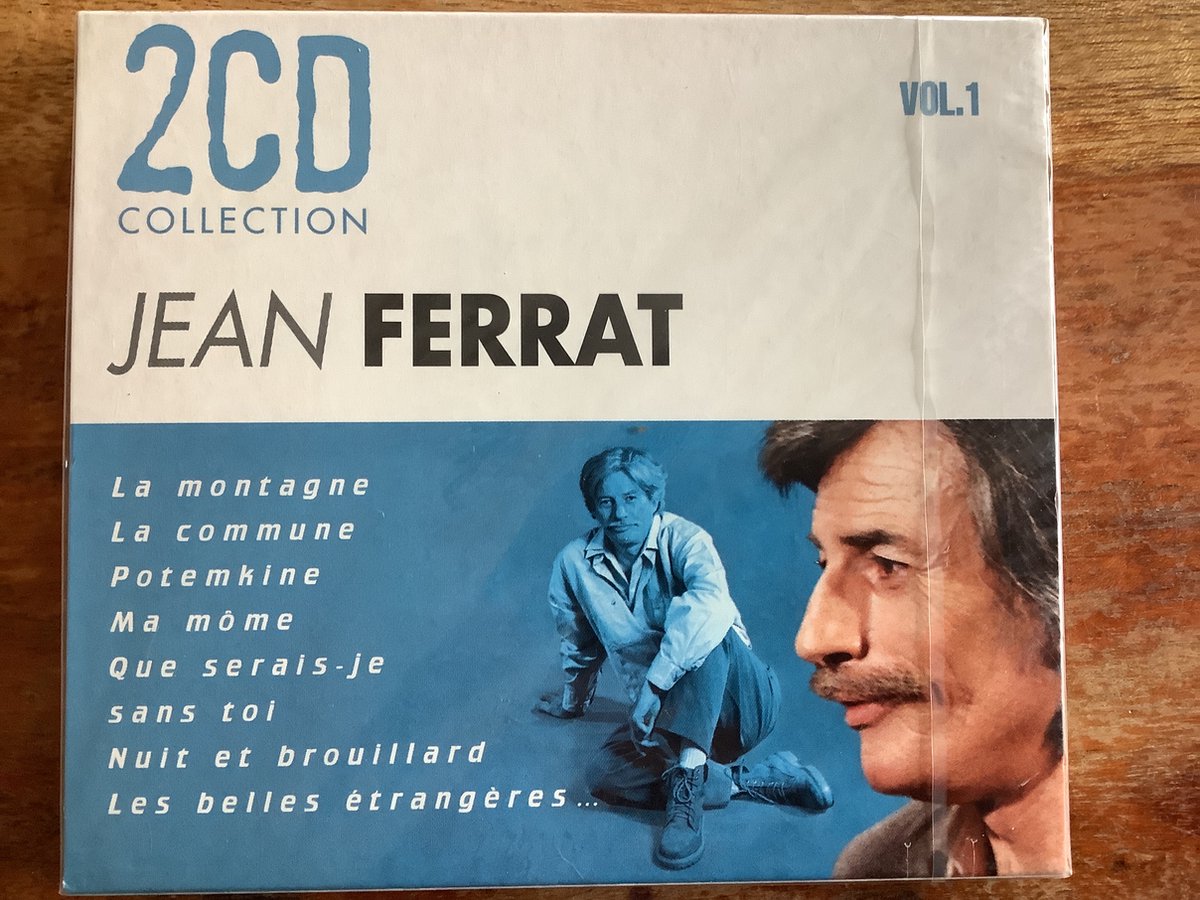 2CD
COLLECTION
VOL.1
JEAN FERRAT
La montagne
La commune
Potemkine
Ma môme
Que serais-je
sans toi
Nuit et brouillard
Les belles étrangères...